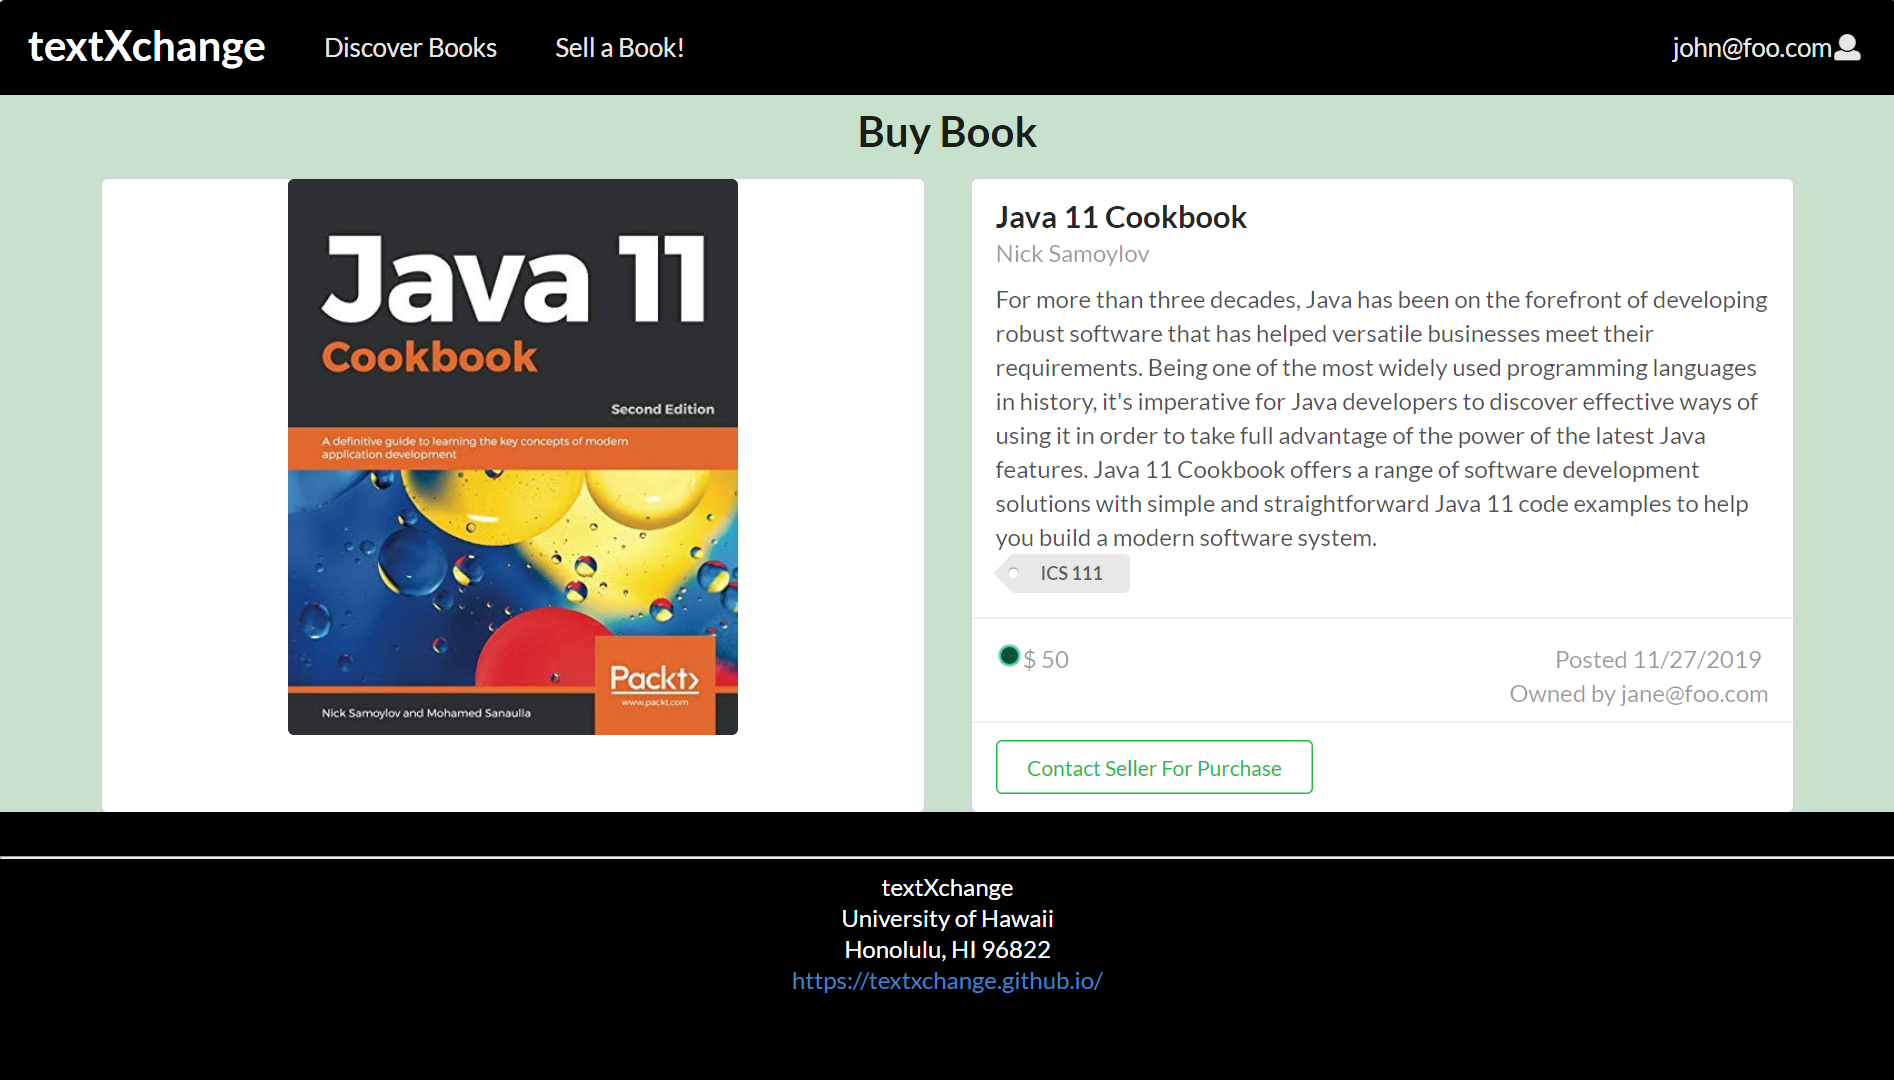 textXchange
Discover Books
Sell a Book!
john@foo.com
Buy Book
Java 11
Cookbook
Second Edition
A definitive guide to learning the key concepts of modern
application development
Packt>
www.packt.com
Nick Samoylov and Mohamed Sanaulla
Java 11 Cookbook
Nick Samoylov
For more than three decades, Java has been on the forefront of developing
robust software that has helped versatile businesses meet their
requirements. Being one of the most widely used programming languages
in history, it's imperative for Java developers to discover effective ways of
using it in order to take full advantage of the power of the latest Java
features. Java 11 Cookbook offers a range of software development
solutions with simple and straightforward Java 11 code examples to help
you build a modern software system.
ICS 111
$ 50
Posted 11/27/2019
Owned by jane@foo.com
Contact Seller For Purchase
textXchange
University of Hawaii
Honolulu, HI 96822
https://textxchange.github.io/